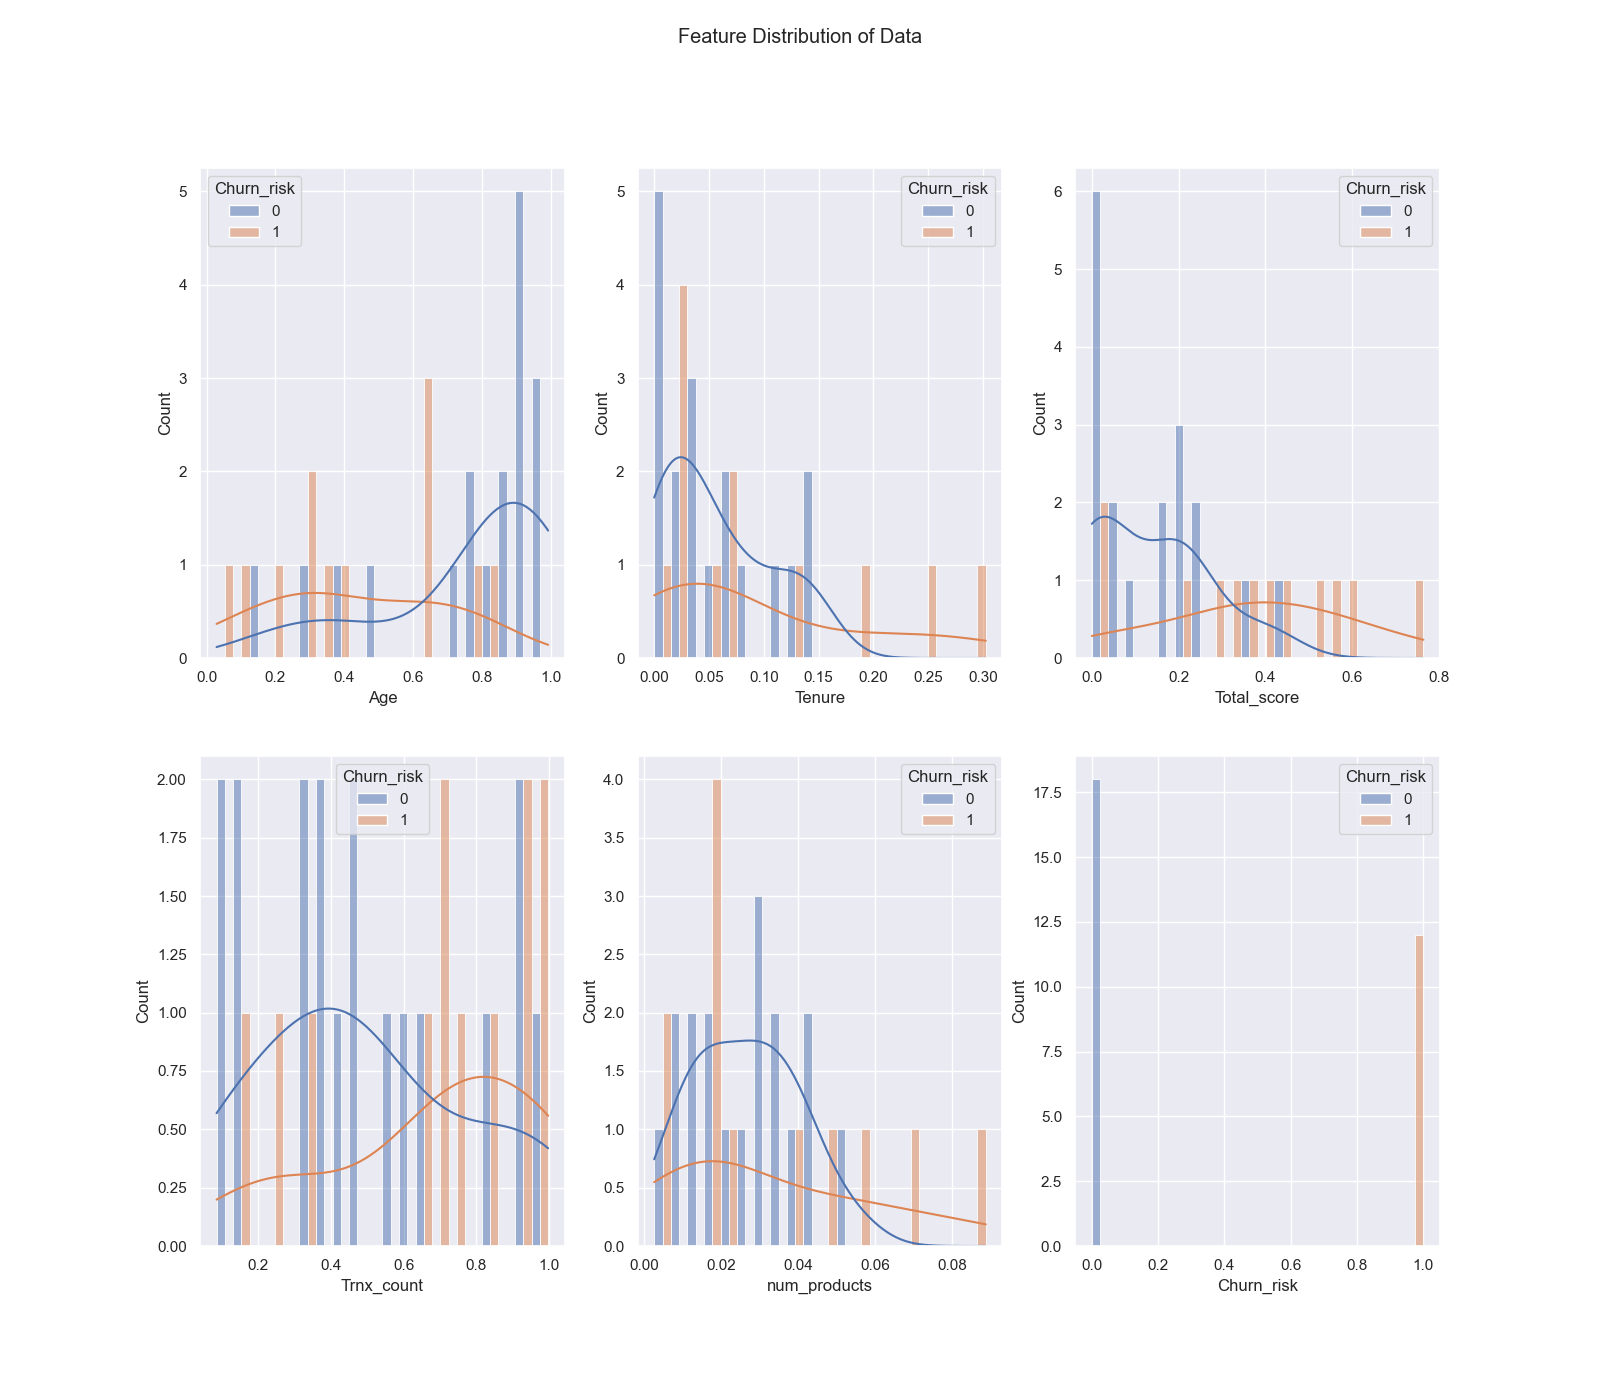 Feature Distribution of Data
Churn_risk
0
1
5
4
3
2
1
0
Count
0.0 0.2 0.4 0.6 0.8 1.0
Age
Churn_risk
0
1
5
4
3
2
1
0
Count
0.00 0.05 0.10 0.15 0.20 0.25 0.30
Tenure
Churn_risk
0
1
6
5
4
3
2
1
0
Count
0.0 0.2 0.4 0.6 0.8
Total_score
Churn_risk
0
1
2.00
1.75
1.50
1.25
1.00
0.75
0.50
0.25
0.00
Count
0.2 0.4 0.6 0.8 1.0
Trnx_count
Churn_risk
0
1
4.0
3.5
3.0
2.5
2.0
1.5
1.0
0.5
0.0
Count
0.00 0.02 0.04 0.06 0.08
num_products
Churn_risk
0
1
17.5
15.0
12.5
10.0
7.5
5.0
2.5
0.0
Count
0.0 0.2 0.4 0.6 0.8 1.0
Churn_risk